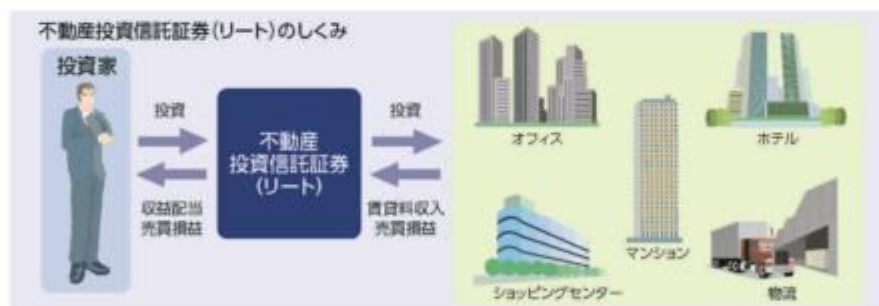 不動産投資信託証券(リート)のしくみ
投資家
投資
収益配当
売買損益
不動産
投資信託証券
(リート)
投資
賃貸料収入
売買損益
オフィス
ホテル
マンション
ショッピングセンター
物流